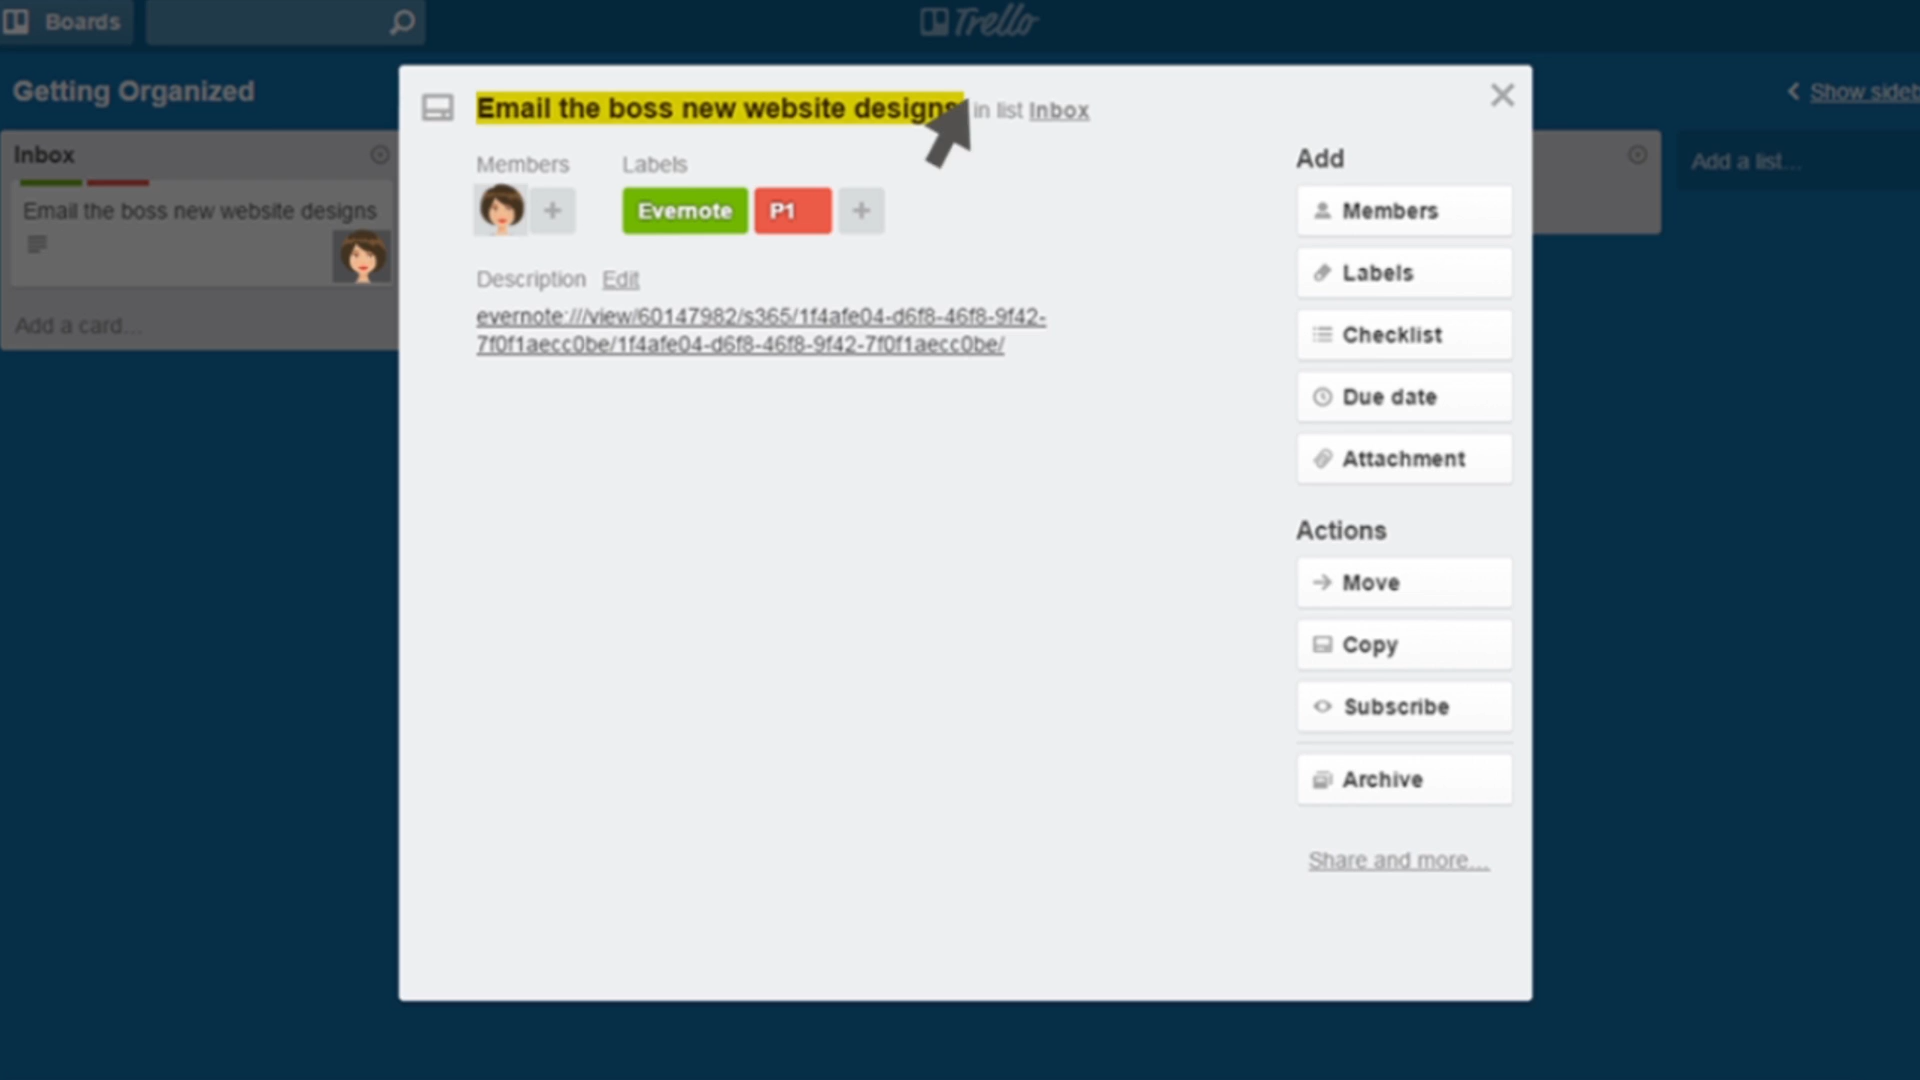 Boards
Trello
Getting Organized
Show sideb
Inbox
Email the boss new website designs
Add a card...
Email the boss new website designs in list Inbox
Members
Labels
Evernote
P1
Description Edit
evernote:///view/60147982/s365/1f4afe04-d6f8-46f8-9f42-
7f0f1aecc0be/1f4afe04-d6f8-46f8-9f42-7f0f1aecc0be/
Add
Members
Labels
Checklist
Due date
Attachment
Actions
Move
Copy
Subscribe
Archive
Share and more...
Add a list...